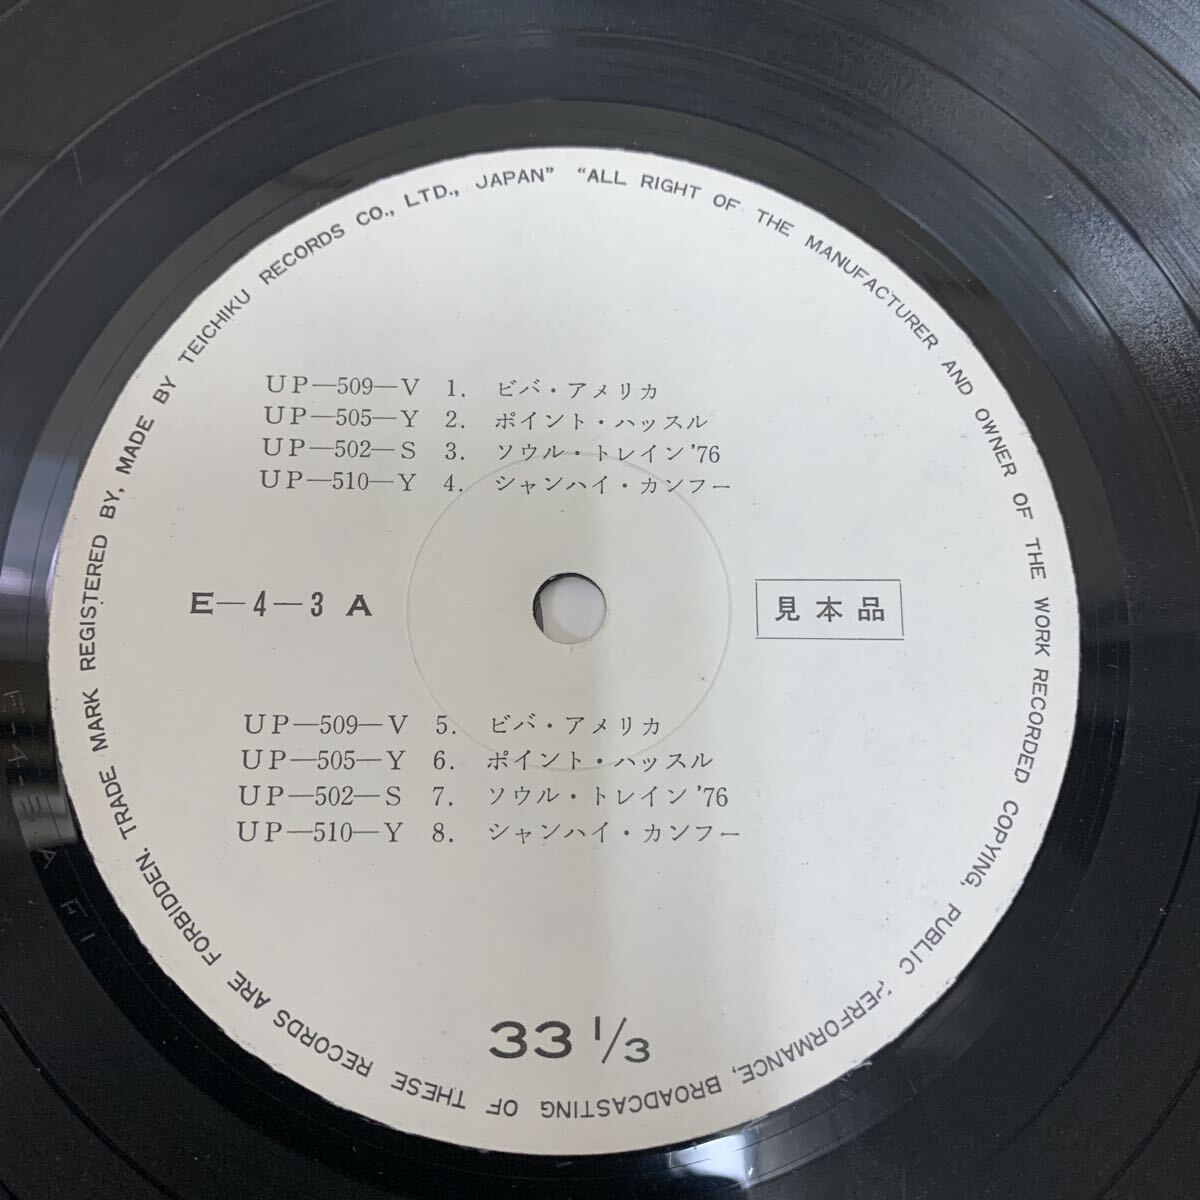 TRADE MARK REGISTERED BY, MADE BY TEICHIKU RECORDS CO., LTD., JAPAN" "ALL RIGHT OF THE MANUFACTURER AND OWNER OF THE WORK RECORDED COPYING, PUBLIC PERFORMANCE, BROADCASTING OF THESE RECORDS ARE FORBIDDEN.
UP—509—V 1. ビバ・アメリカ
UP—505—Y 2. ポイント・ハッスル
UP—502—S 3. ソウル・トレイン'76
UP—510—Y 4. シャンハイ・カンフー
E—4—3 A
見本品
UP—509—V 5. ビバ・アメリカ
UP—505—Y 6. ポイント・ハッスル
UP—502—S 7. ソウル・トレイン'76
UP—510—Y 8. シャンハイ・カンフー
33 1/3